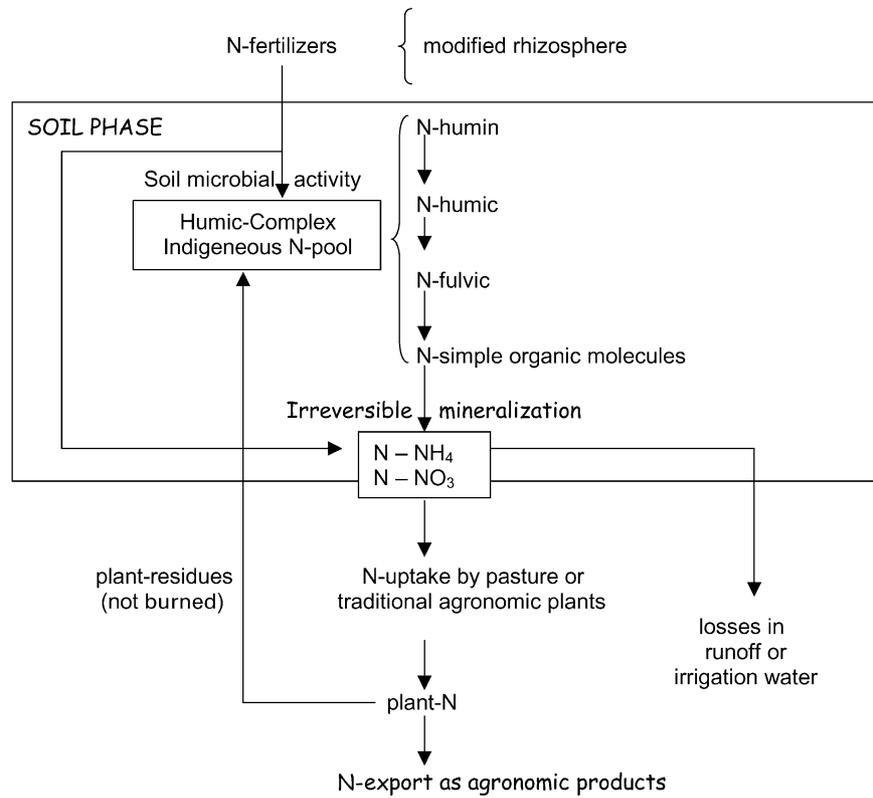 N-fertilizers
modified rhizosphere
SOIL PHASE
N-humin
Soil microbial activity
Humic-Complex
Indigeneous N-pool
N-humic
N-fulvic
N-simple organic molecules
Irreversible mineralization
N – NH₄
N – NO₃
plant-residues
(not burned)
N-uptake by pasture or
traditional agronomic plants
losses in
runoff or
irrigation water
plant-N
N-export as agronomic products